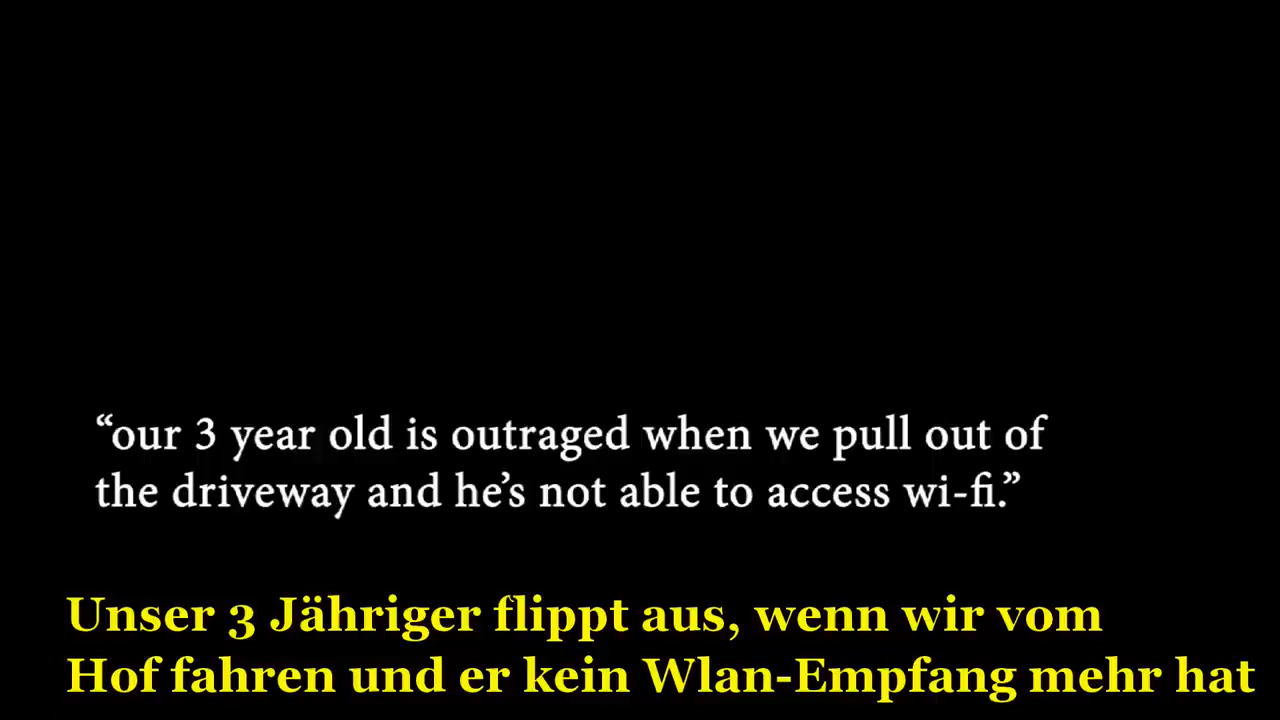 “our 3 year old is outraged when we pull out of
the driveway and he’s not able to access wi-fi.”
Unser 3 Jähriger flippt aus, wenn wir vom
Hof fahren und er kein Wlan-Empfang mehr hat